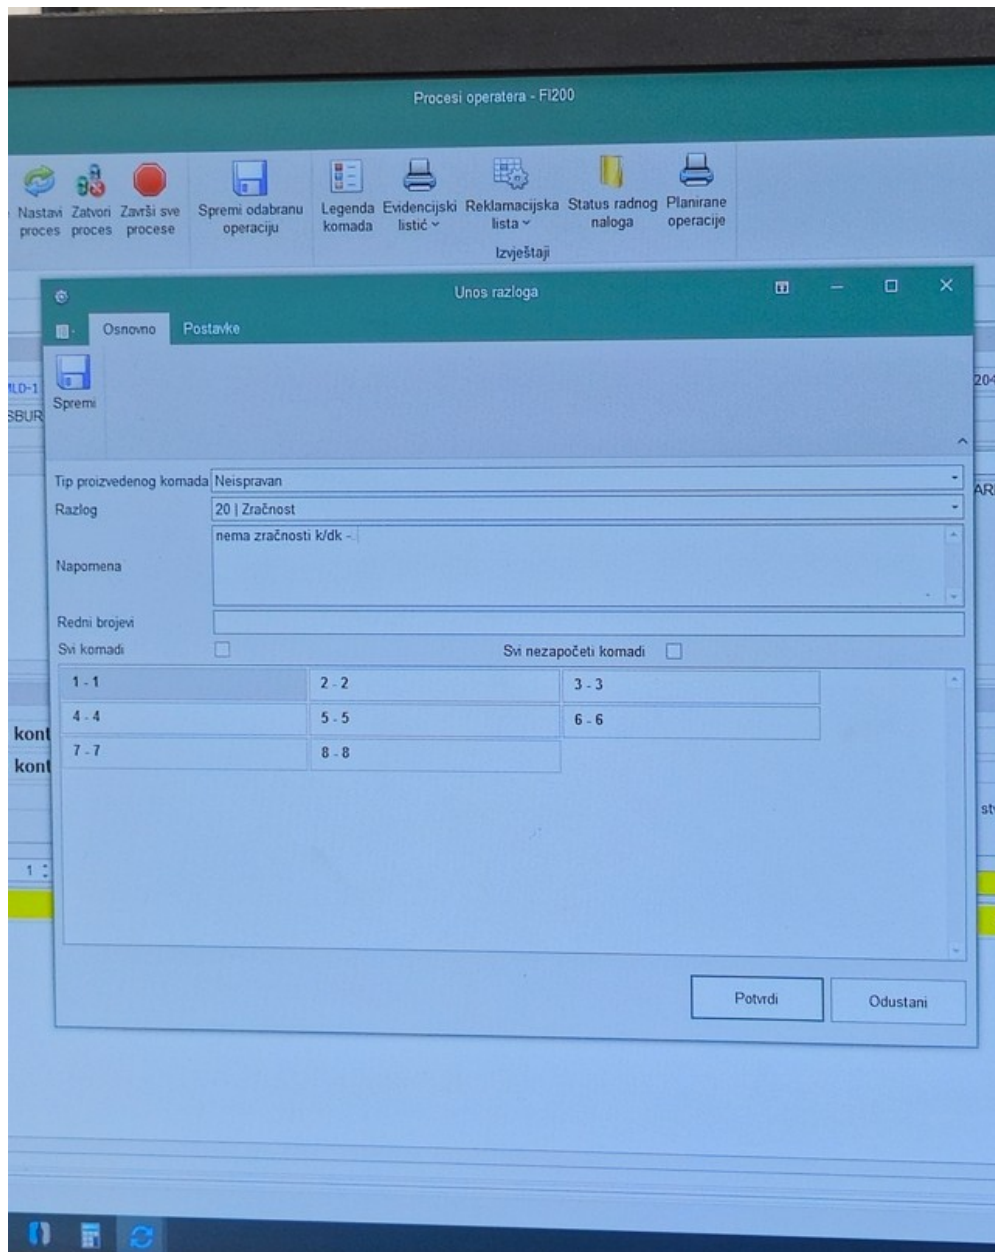 Procesi operatera - FI200
Nastavi proces
Zatvori proces
Završi sve procese
Spremi odabranu operaciju
Legenda komada
Evidencijski listić
Reklamacijska lista
Status radnog naloga
Planirane operacije
Izvještaji
Unos razloga
Osnovno Postavke
Spremi
Tip proizvedenog komada Neispravan
Razlog 20 | Zračnost
nema zračnosti k/dk -
Napomena
Redni brojevi
Svi komadi Svi nezapočeti komadi
1 - 1 2 - 2 3 - 3
4 - 4 5 - 5 6 - 6
7 - 7 8 - 8
kont
kont
1
Potvrdi Odustani